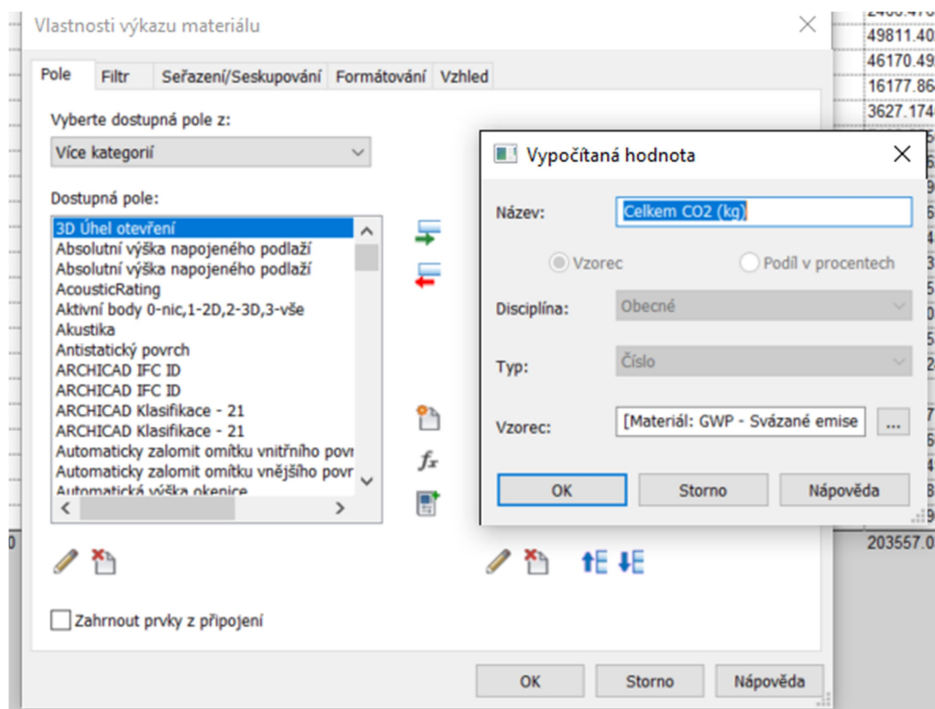 Vlastnosti výkazu materiálu
Pole Filtr Seřazení/Seskupování Formátování Vzhled
Vyberte dostupná pole z:
Více kategorií
Dostupná pole:
3D Úhel otevření
Absolutní výška napojeného podlaží
Absolutní výška napojeného podlaží
AcousticRating
Aktivní body 0-nic,1-2D,2-3D,3-vše
Akustika
Antistatický povrch
ARCHICAD IFC ID
ARCHICAD IFC ID
ARCHICAD Klasifikace - 21
ARCHICAD Klasifikace - 21
Automaticky zalomit omítku vnitřního povr
Automaticky zalomit omítku vnějšího povr
Automatická výška okenice
fx
Zahrnout prvky z připojení
OK Storno Nápověda
Vypočítaná hodnota
Název: Celkem CO2 (kg)
Vzorec Podíl v procentech
Disciplína: Obecné
Typ: Číslo
Vzorec: [Materiál: GWP - Svázané emise ...
OK Storno Nápověda
49811.40
46170.49
16177.86
3627.174
203557.0